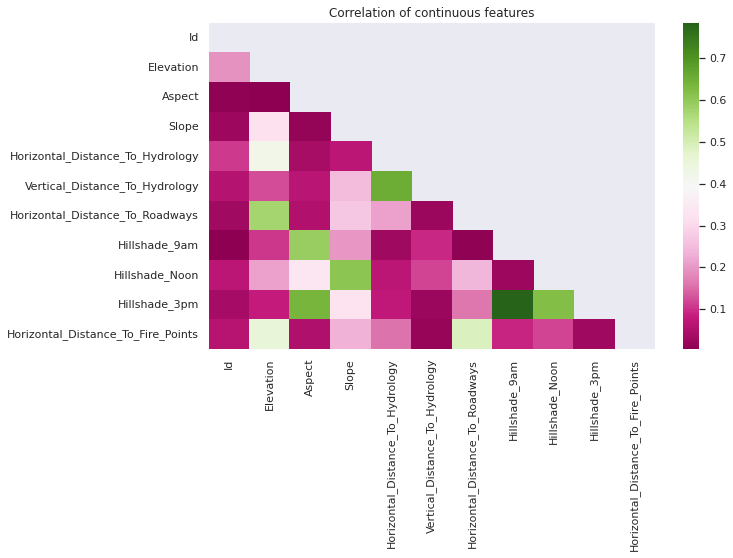 Correlation of continuous features
Id
Elevation
Aspect
Slope
Horizontal_Distance_To_Hydrology
Vertical_Distance_To_Hydrology
Horizontal_Distance_To_Roadways
Hillshade_9am
Hillshade_Noon
Hillshade_3pm
Horizontal_Distance_To_Fire_Points
Id
Elevation
Aspect
Slope
Horizontal_Distance_To_Hydrology
Vertical_Distance_To_Hydrology
Horizontal_Distance_To_Roadways
Hillshade_9am
Hillshade_Noon
Hillshade_3pm
Horizontal_Distance_To_Fire_Points
0.7
0.6
0.5
0.4
0.3
0.2
0.1